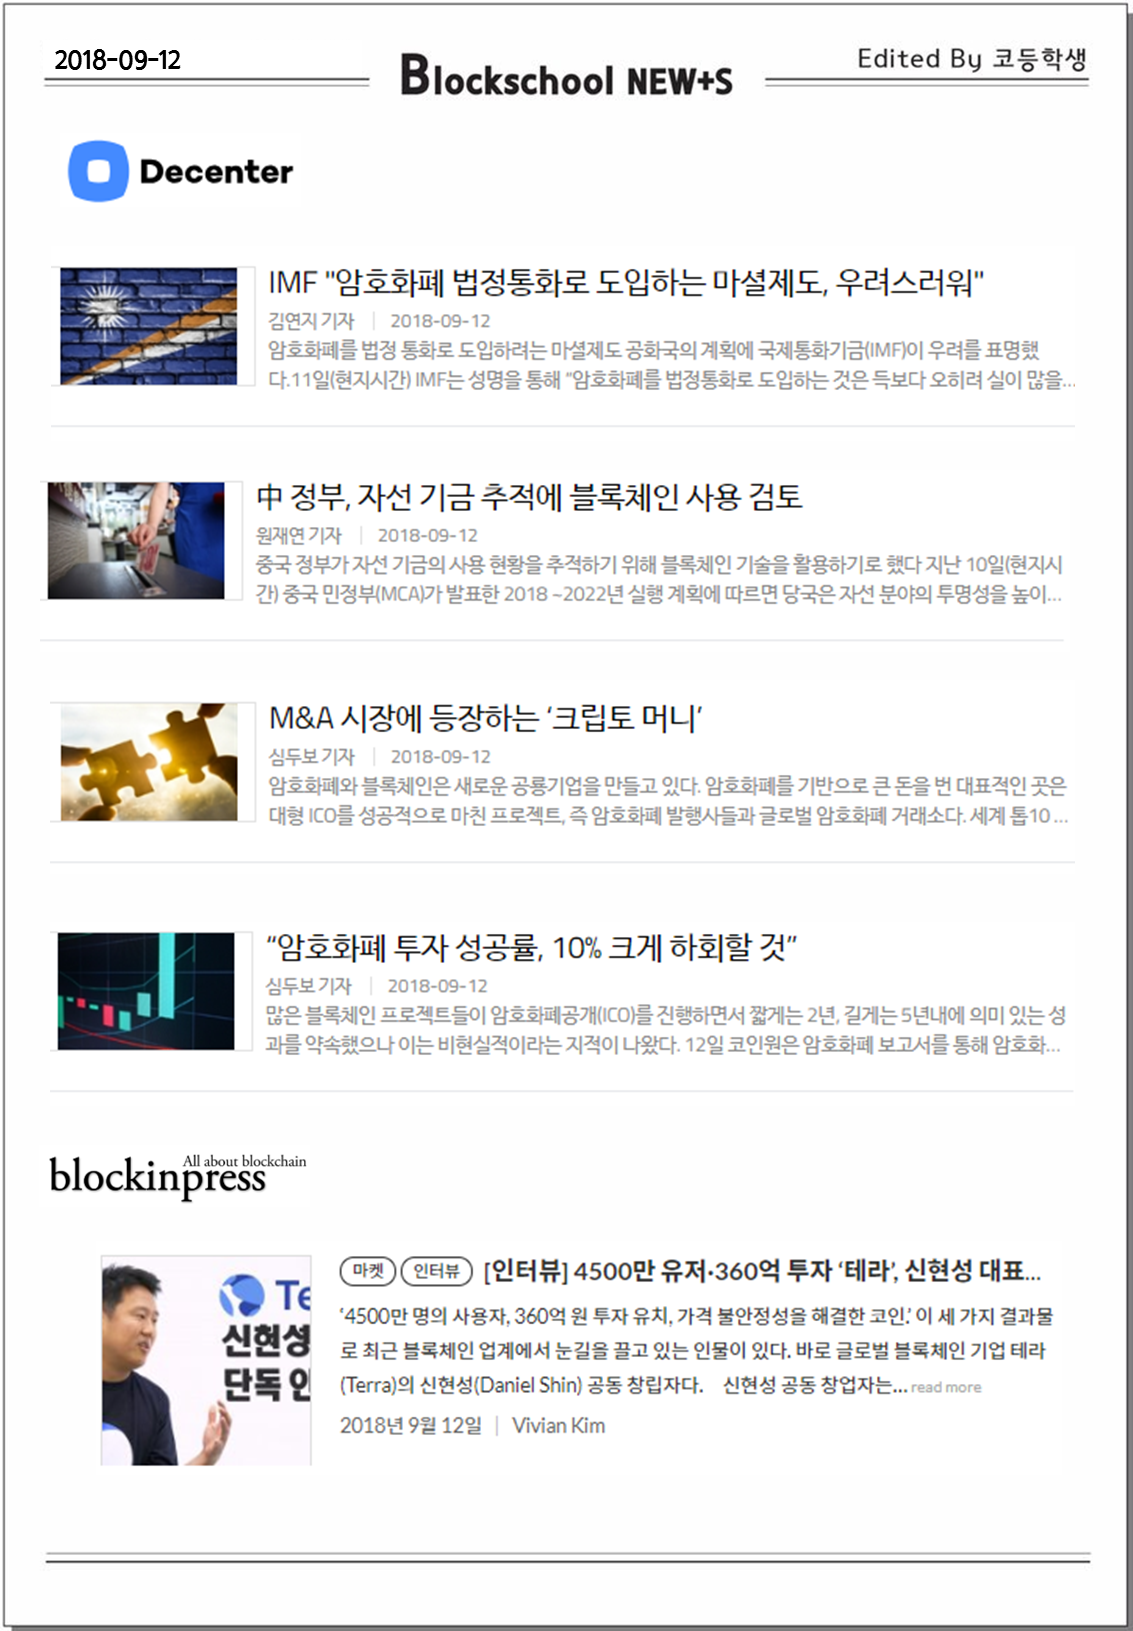 2018-09-12
Blockschool NEW+S
Edited By 코등학생
Decenter
IMF "암호화폐 법정통화로 도입하는 마셜제도, 우려스러워"
김연지 기자 | 2018-09-12
암호화폐를 법정 통화로 도입하려는 마셜제도 공화국의 계획에 국제통화기금(IMF)이 우려를 표명했
다.11일(현지시간) IMF는 성명을 통해 "암호화폐를 법정통화로 도입하는 것은 득보다 오히려 실이 많을...
中 정부, 자선 기금 추적에 블록체인 사용 검토
원재연 기자 | 2018-09-12
중국 정부가 자선 기금의 사용 현황을 추적하기 위해 블록체인 기술을 활용하기로 했다 지난 10일(현지시
간) 중국 민정부(MCA)가 발표한 2018 ~2022년 실행 계획에 따르면 당국은 자선 분야의 투명성을 높이...
M&A 시장에 등장하는 ‘크립토 머니’
심두보 기자 | 2018-09-12
암호화폐와 블록체인은 새로운 공룡기업을 만들고 있다. 암호화폐를 기반으로 큰 돈을 번 대표적인 곳은
대형 ICO를 성공적으로 마친 프로젝트, 즉 암호화폐 발행사들과 글로벌 암호화폐 거래소다. 세계 톱10 ...
“암호화폐 투자 성공률, 10% 크게 하회할 것”
심두보 기자 | 2018-09-12
많은 블록체인 프로젝트들이 암호화폐공개(ICO)를 진행하면서 짧게는 2년, 길게는 5년내에 의미 있는 성
과를 약속했으나 이는 비현실적이라는 지적이 나왔다. 12일 코인원은 암호화폐 보고서를 통해 암호화...
All about blockchain
blockinpress
Te
신현성
단독 인
마켓 인터뷰 [인터뷰] 4500만 유저·360억 투자 ‘테라’, 신현성 대표...
‘4500만 명의 사용자, 360억 원 투자 유치, 가격 불안정성을 해결한 코인.’ 이 세 가지 결과물
로 최근 블록체인 업계에서 눈길을 끌고 있는 인물이 있다. 바로 글로벌 블록체인 기업 테라
(Terra)의 신현성(Daniel Shin) 공동 창립자다. 신현성 공동 창업자는... read more
2018년 9월 12일 | Vivian Kim